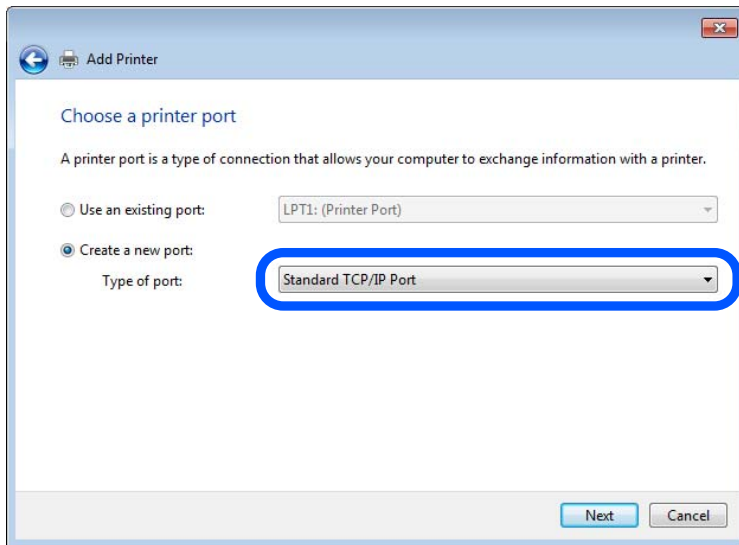 Add Printer
Choose a printer port
A printer port is a type of connection that allows your computer to exchange information with a printer.
Use an existing port: LPT1: (Printer Port)
Create a new port:
Type of port: Standard TCP/IP Port
Next Cancel